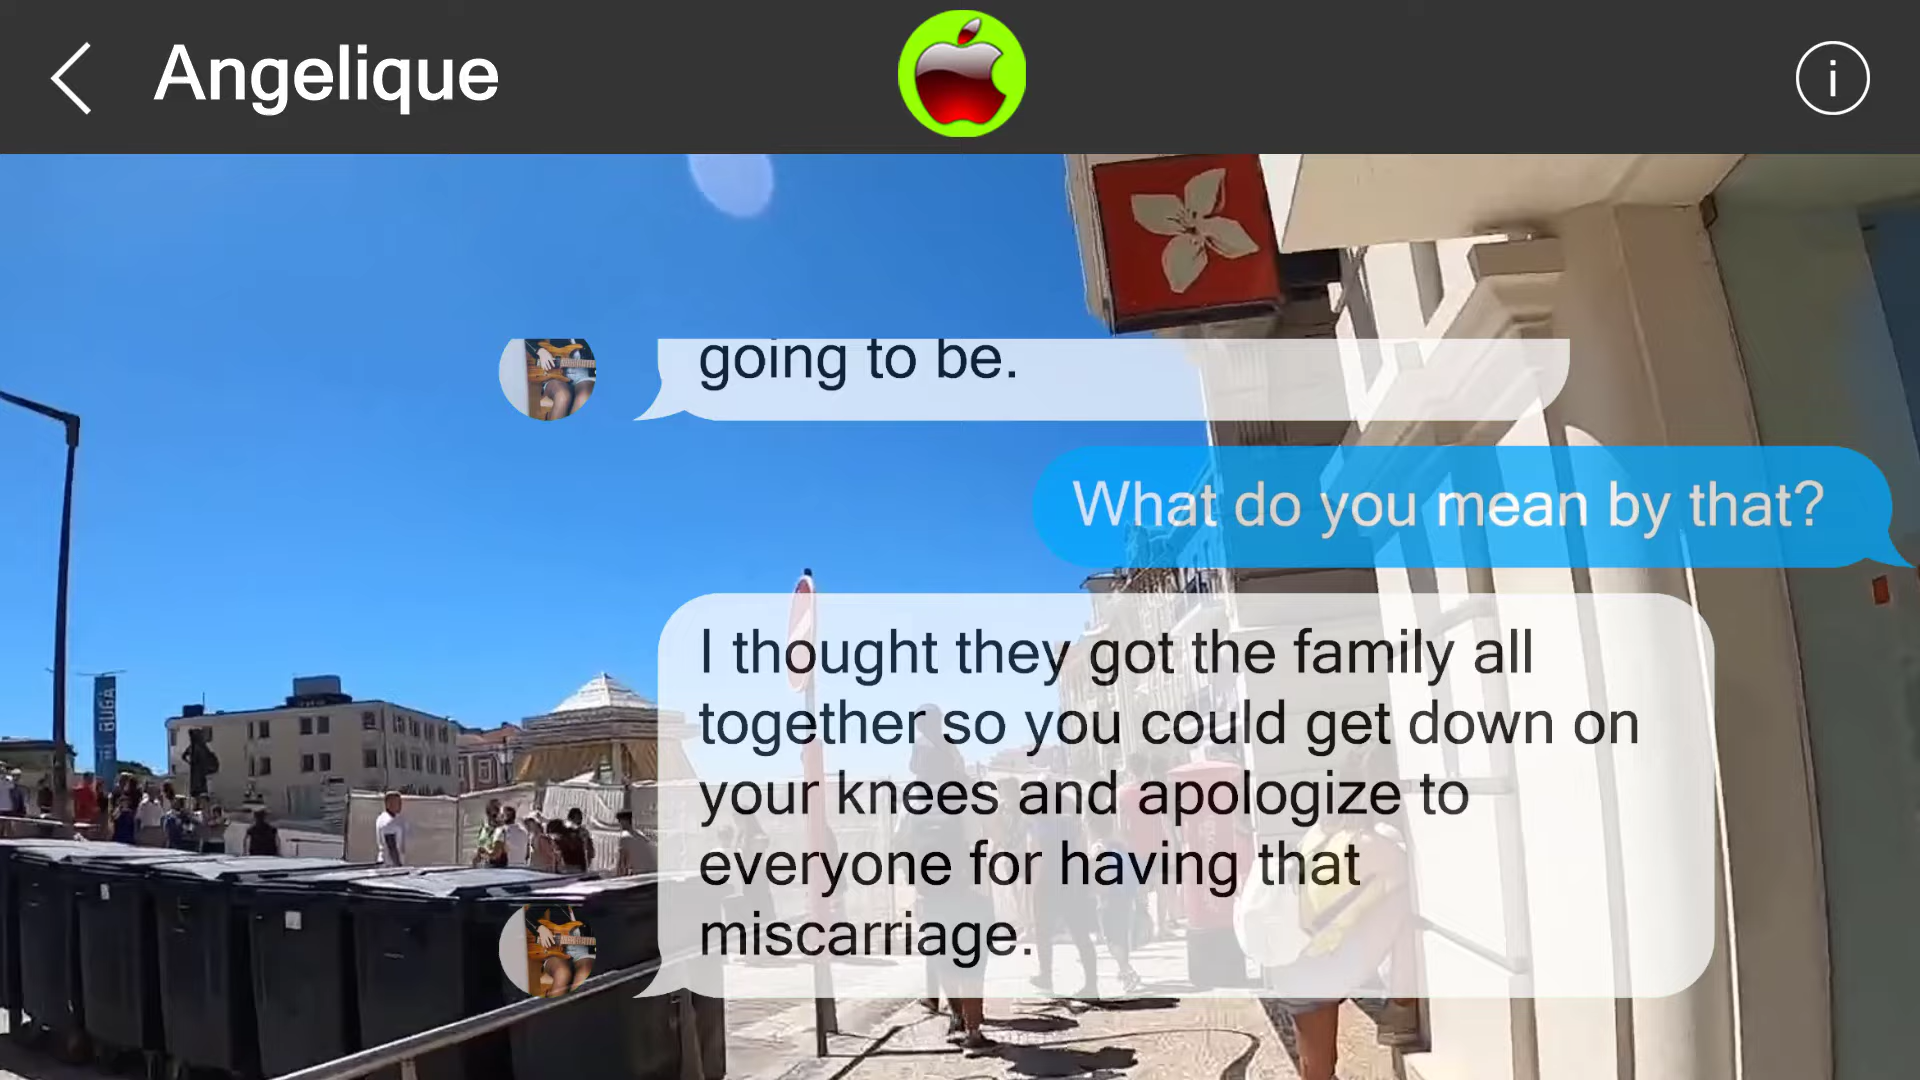 Angelique
going to be.
What do you mean by that?
I thought they got the family all
together so you could get down on
your knees and apologize to
everyone for having that
miscarriage.
BUGA